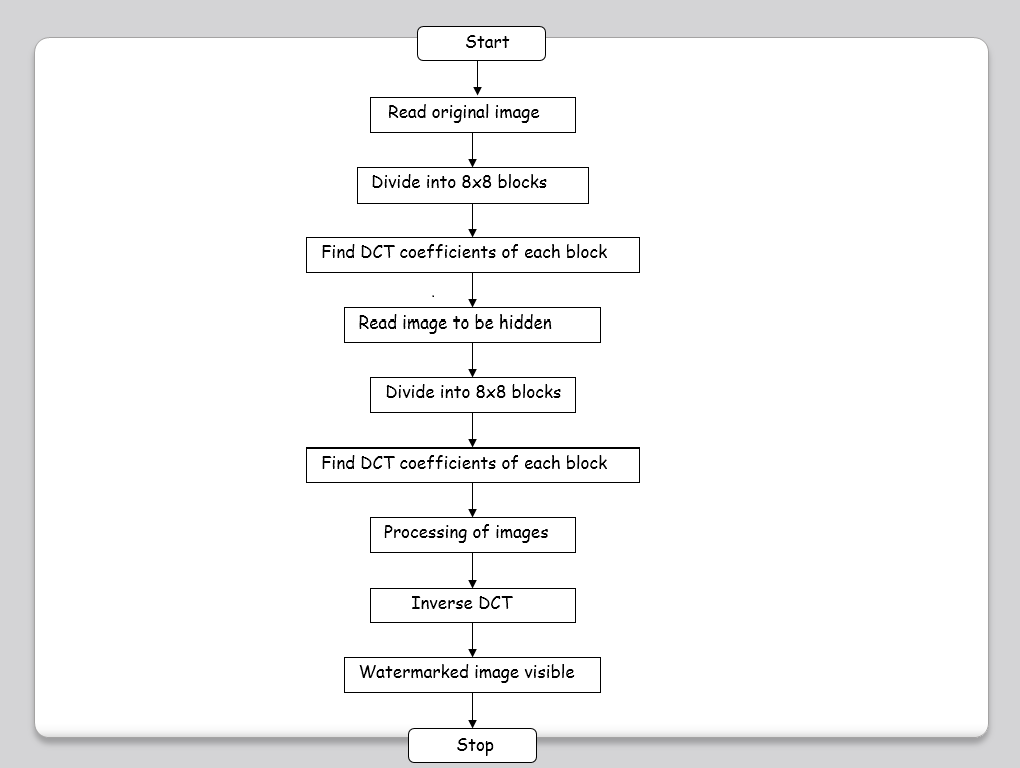 Start
Read original image
Divide into 8x8 blocks
Find DCT coefficients of each block
Read image to be hidden
Divide into 8x8 blocks
Find DCT coefficients of each block
Processing of images
Inverse DCT
Watermarked image visible
Stop